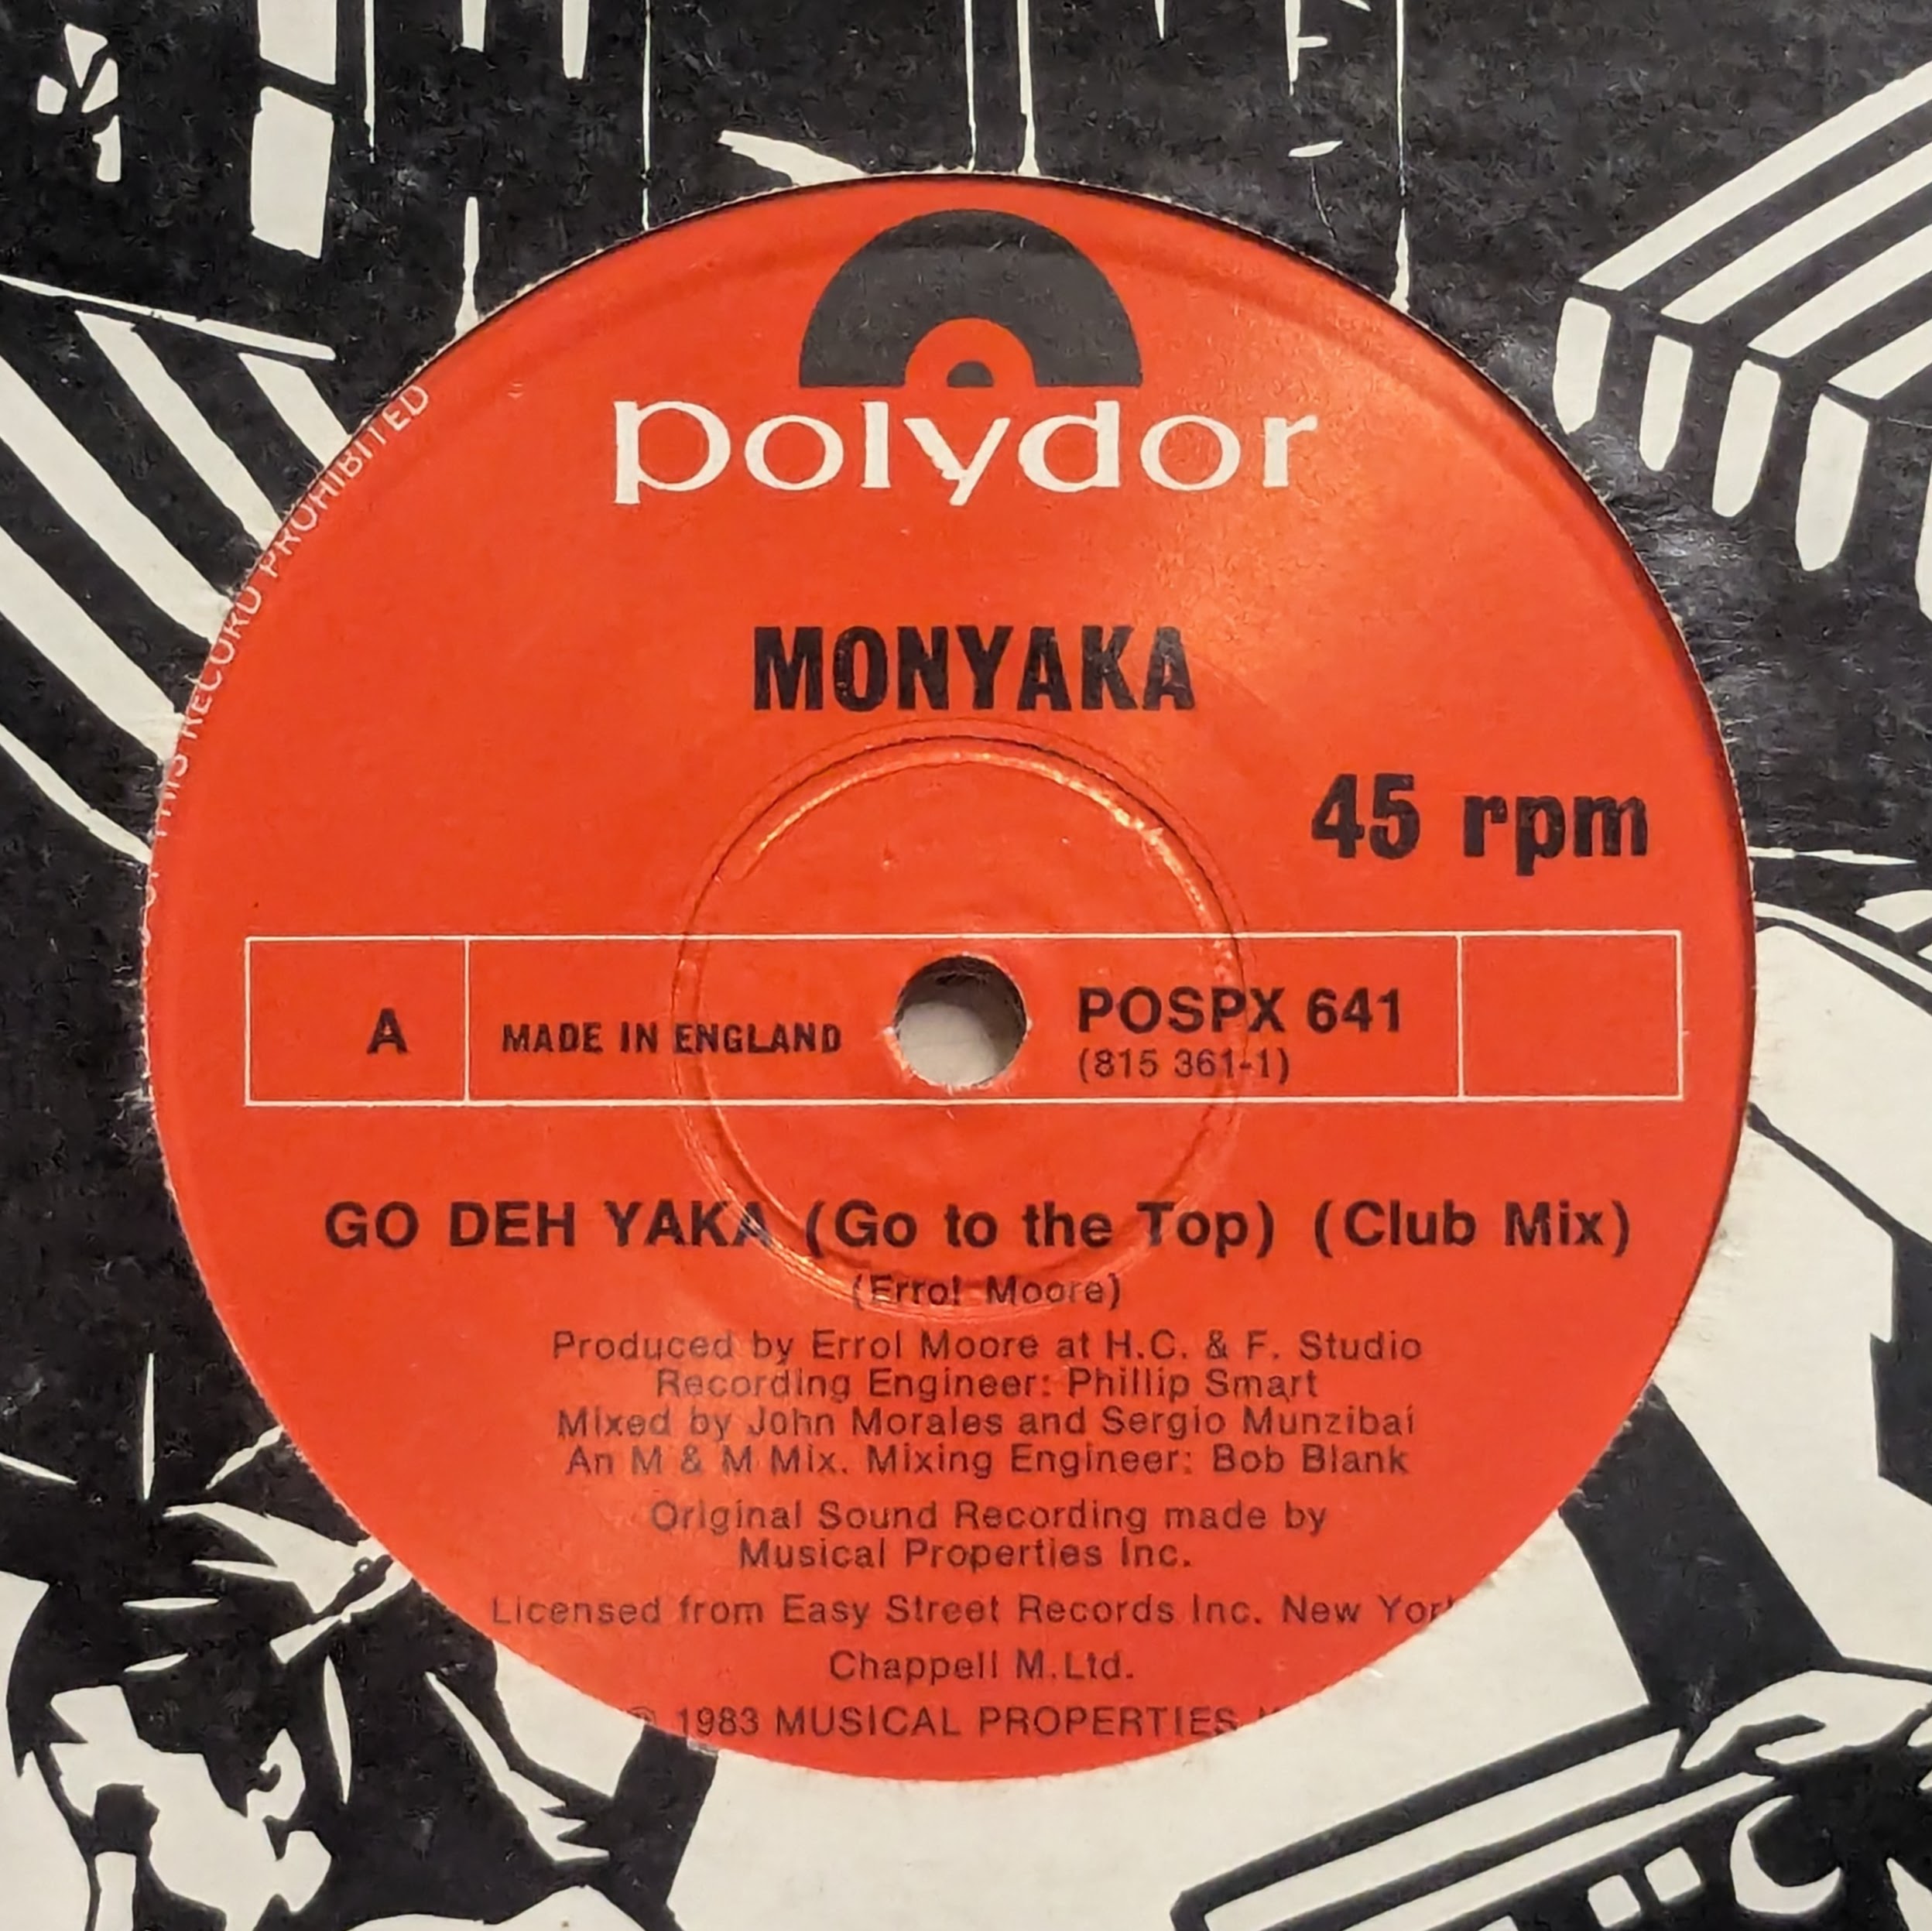 polydor
MONYAKA
45 rpm
A
MADE IN ENGLAND
POSPX 641
(815 361-1)
GO DEH YAKA (Go to the Top) (Club Mix)
(Errol Moore)
Produced by Errol Moore at H.C. & F. Studio
Recording Engineer: Phillip Smart
Mixed by John Morales and Sergio Munzibai
An M & M Mix. Mixing Engineer: Bob Blank
Original Sound Recording made by
Musical Properties Inc.
Licensed from Easy Street Records Inc. New York
Chappell M.Ltd.
℗ 1983 MUSICAL PROPERTIES
THIS RECORD PROHIBITED